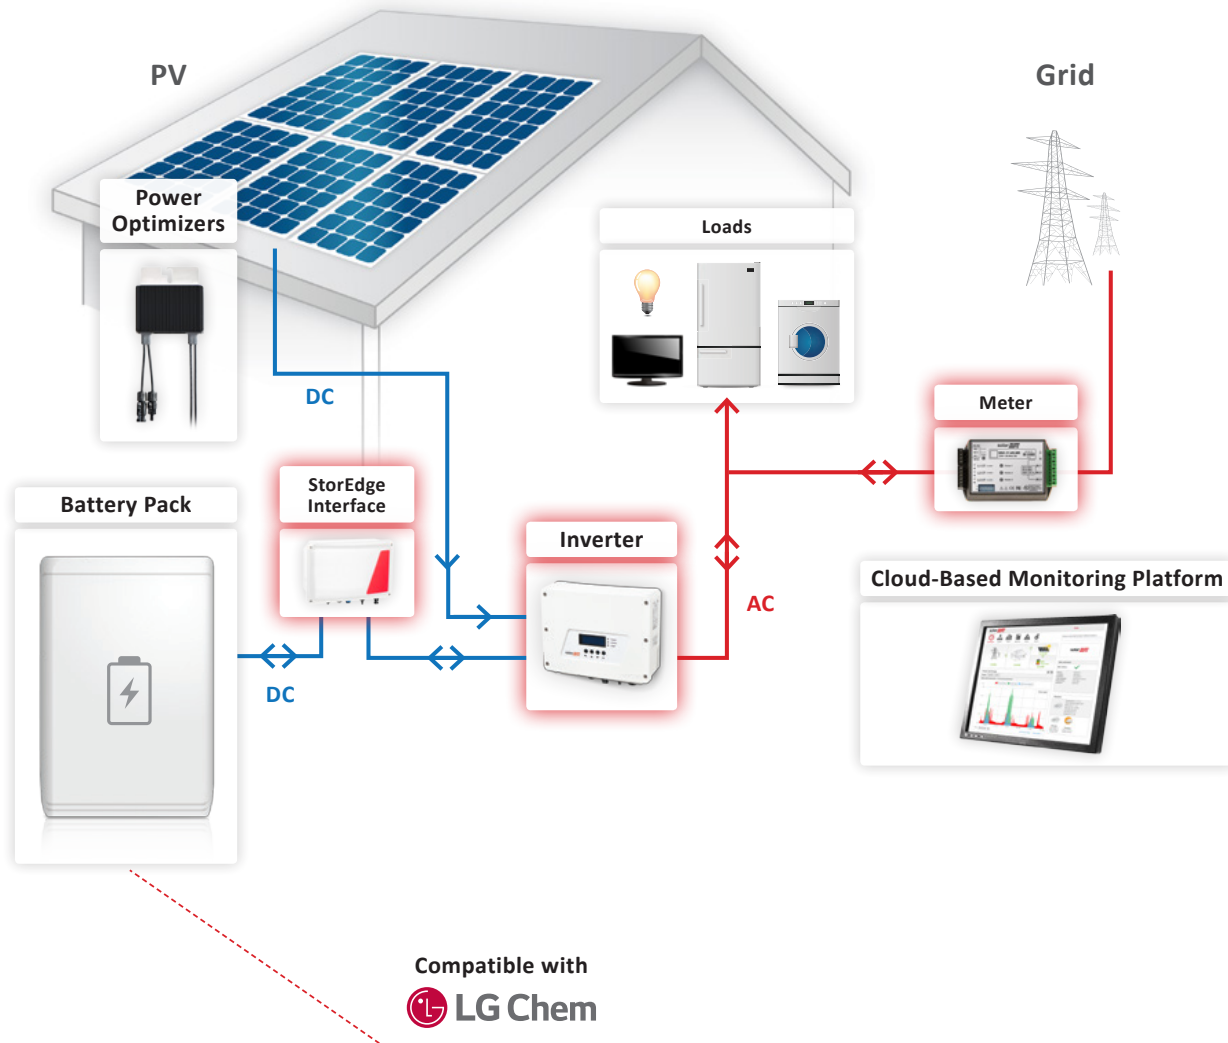 PV
Grid
Power
Optimizers
Loads
DC
Meter
StorEdge
Interface
Battery Pack
Inverter
Cloud-Based Monitoring Platform
AC
DC
Compatible with
LG Chem